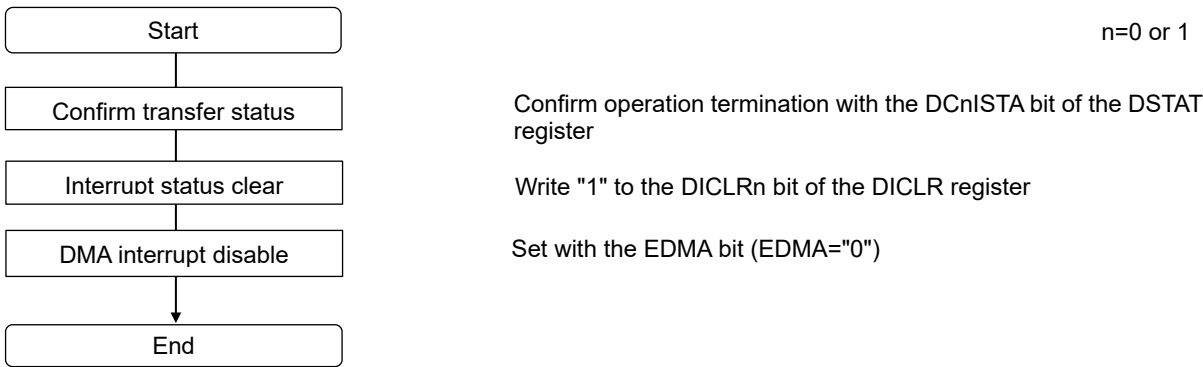 Start
n=0 or 1
Confirm transfer status
Confirm operation termination with the DCnISTA bit of the DSTAT
register
Interrupt status clear
Write "1" to the DICLRn bit of the DICLR register
DMA interrupt disable
Set with the EDMA bit (EDMA="0")
End